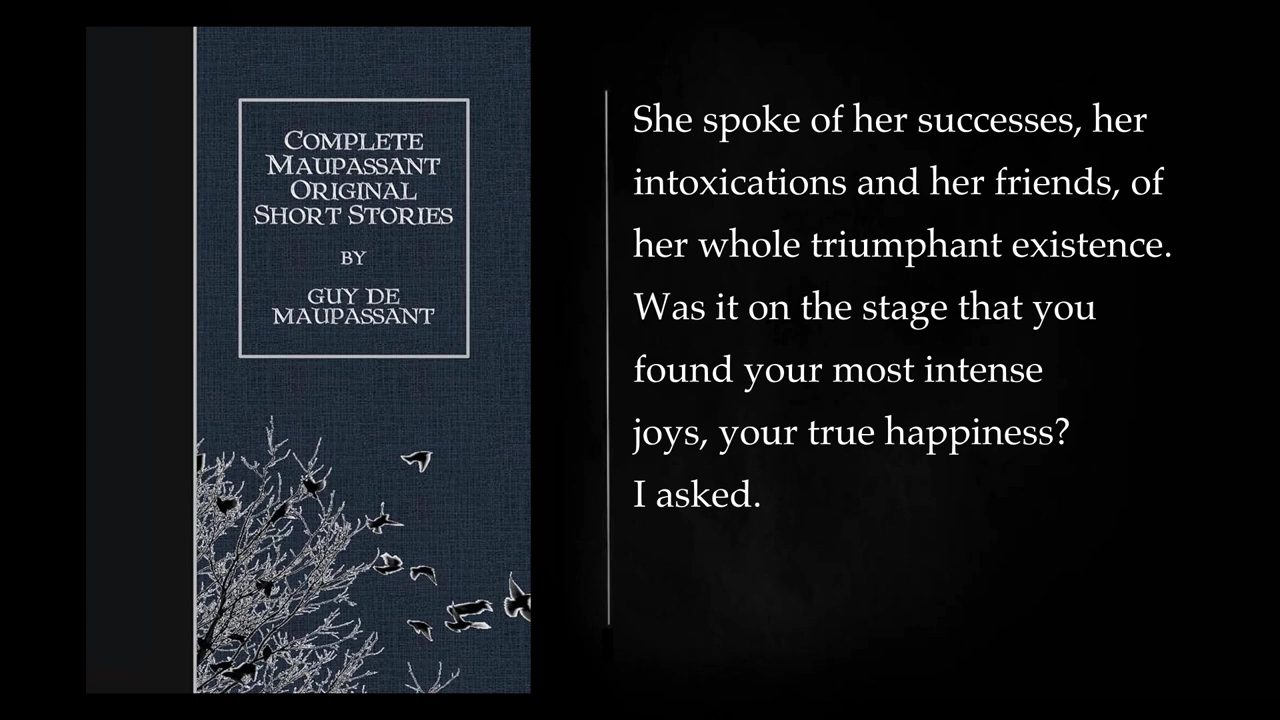 COMPLETE
MAUPASSANT
ORIGINAL
SHORT STORIES
BY
GUY DE
MAUPASSANT
She spoke of her successes, her
intoxications and her friends, of
her whole triumphant existence.
Was it on the stage that you
found your most intense
joys, your true happiness?
I asked.